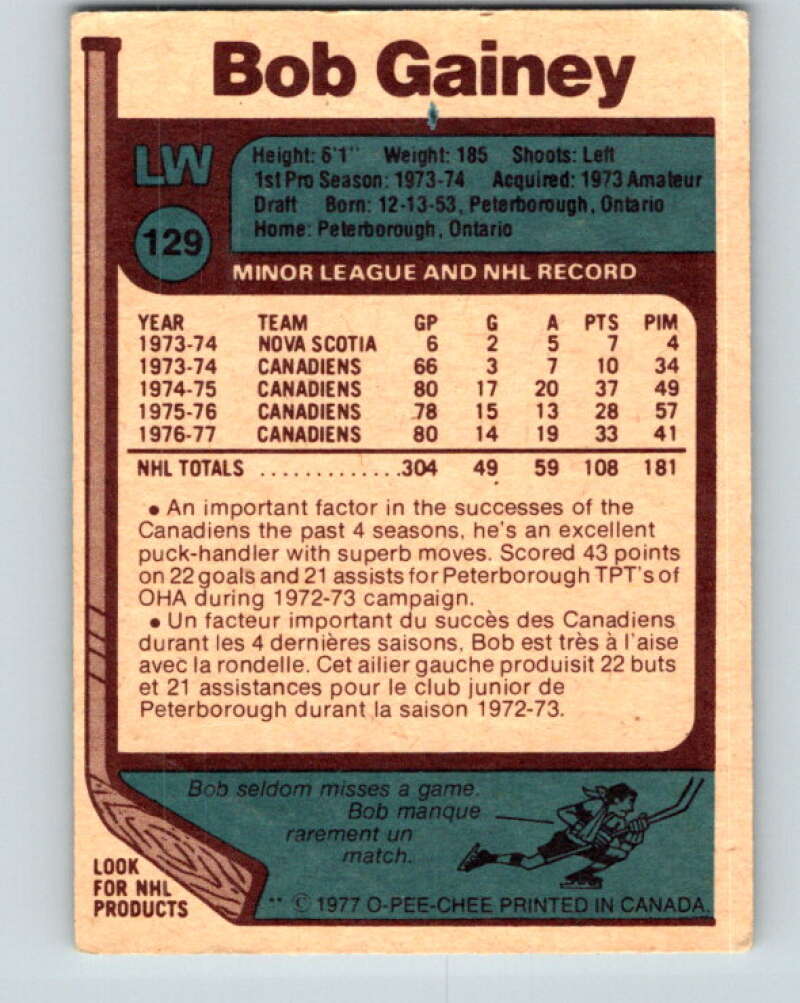 Bob Gainey
LW
129
Height: 6'1" Weight: 185 Shoots: Left
1st Pro Season: 1973-74 Acquired: 1973 Amateur
Draft Born: 12-13-53, Peterborough, Ontario
Home: Peterborough, Ontario
MINOR LEAGUE AND NHL RECORD
YEAR TEAM GP G A PTS PIM
1973-74 NOVA SCOTIA 6 2 5 7 4
1973-74 CANADIENS 66 3 7 10 34
1974-75 CANADIENS 80 17 20 37 49
1975-76 CANADIENS 78 15 13 28 57
1976-77 CANADIENS 80 14 19 33 41
NHL TOTALS ..............304 49 59 108 181
• An important factor in the successes of the
Canadiens the past 4 seasons, he's an excellent
puck-handler with superb moves. Scored 43 points
on 22 goals and 21 assists for Peterborough TPT's of
OHA during 1972-73 campaign.
• Un facteur important du succès des Canadiens
durant les 4 dernières saisons, Bob est très à l'aise
avec la rondelle. Cet ailier gauche produisit 22 buts
et 21 assistances pour le club junior de
Peterborough durant la saison 1972-73.
Bob seldom misses a game.
Bob manque
rarement un
match.
LOOK
FOR NHL
PRODUCTS
** © 1977 O-PEE-CHEE PRINTED IN CANADA.